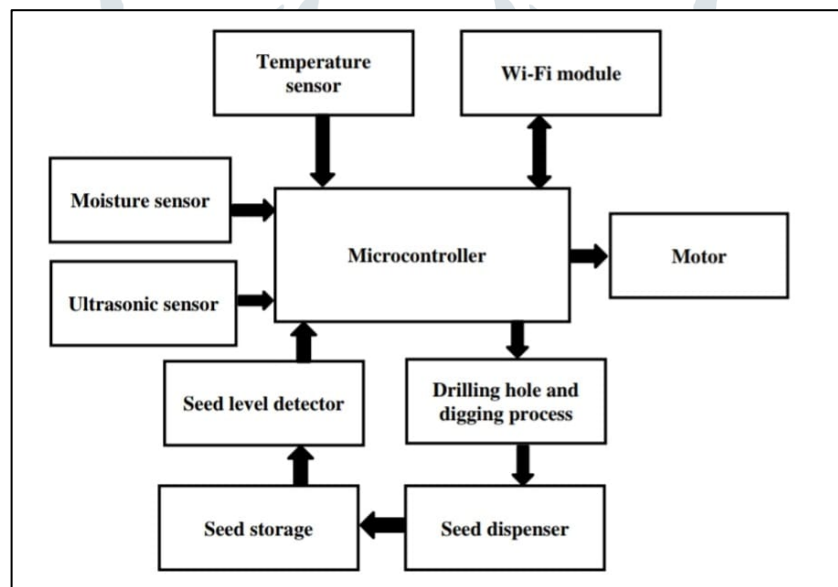 Temperature
sensor
Wi-Fi module
Moisture sensor
Microcontroller
Motor
Ultrasonic sensor
Seed level detector
Drilling hole and
digging process
Seed storage
Seed dispenser